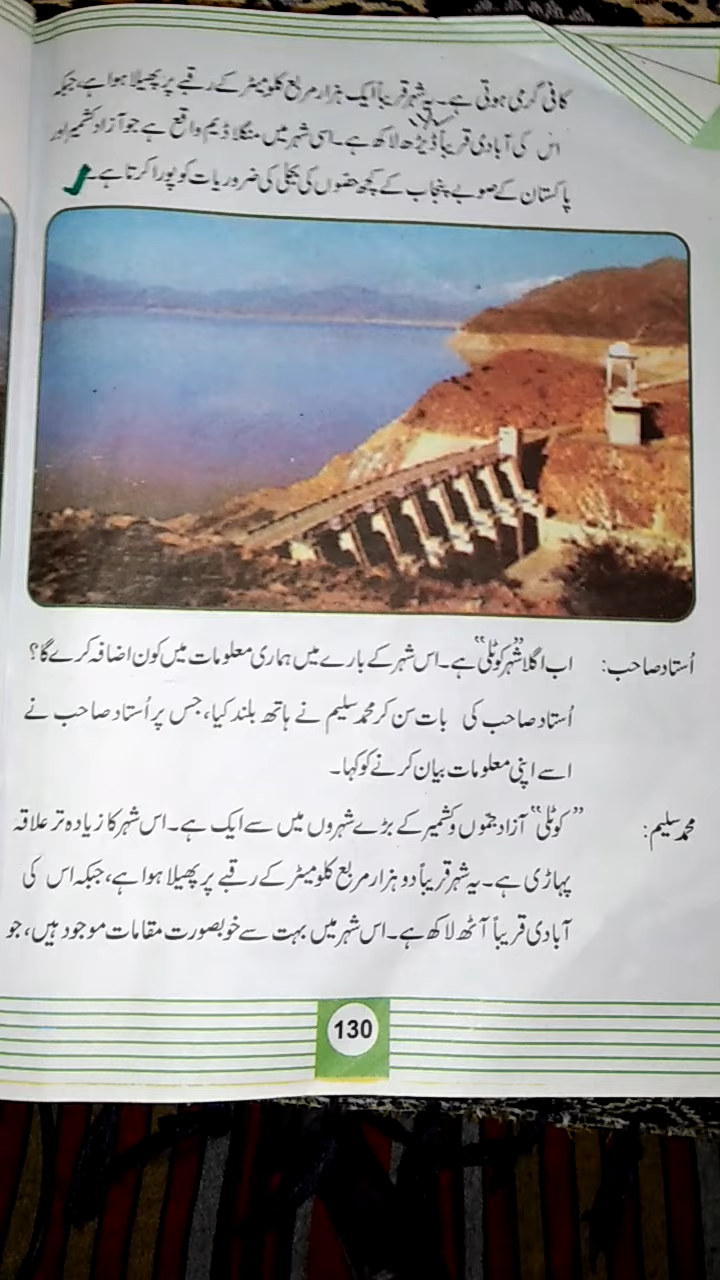 کافی گرمی ہوتی ہے۔ یہ شہر قریباً ایک ہزار مربع کلومیٹر کے رقبے پر پھیلا ہوا ہے، جبکہ
اس کی آبادی قریباً ڈیڑھ لاکھ ہے۔ اسی شہر میں منگلا ڈیم واقع ہے جو آزاد کشمیر اور
پاکستان کے صوبے پنجاب کے کچھ حصّوں کی بجلی کی ضروریات کو پورا کرتا ہے۔
اُستاد صاحب: اب اگلا شہر "کوٹلی" ہے۔ اس شہر کے بارے میں ہماری معلومات میں کون اضافہ کرے گا؟
اُستاد صاحب کی بات سن کر محمد سلیم نے ہاتھ بلند کیا، جس پر اُستاد صاحب نے
اسے اپنی معلومات بیان کرنے کو کہا۔
محمد سلیم: "کوٹلی" آزاد جمّوں و کشمیر کے بڑے شہروں میں سے ایک ہے۔ اس شہر کا زیادہ تر علاقہ
پہاڑی ہے۔ یہ شہر قریباً دو ہزار مربع کلومیٹر کے رقبے پر پھیلا ہوا ہے، جبکہ اس کی
آبادی قریباً آٹھ لاکھ ہے۔ اس شہر میں بہت سے خوبصورت مقامات موجود ہیں، جو
130